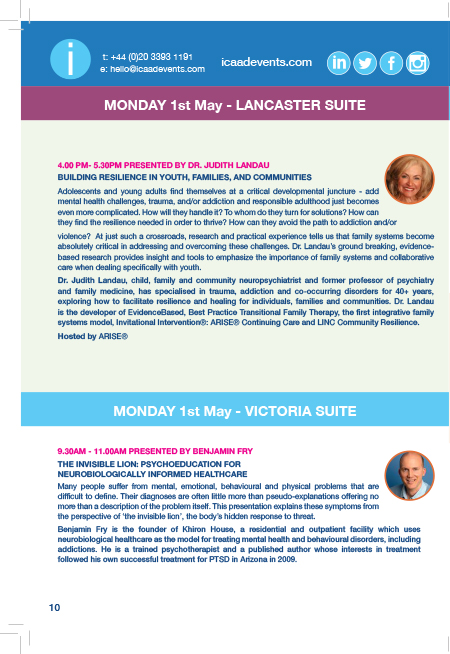 i
t: +44 (0)20 3393 1191
e: hello@icaadevents.com
icaadevents.com
in
f
MONDAY 1st May - LANCASTER SUITE
4.00 PM- 5.30PM PRESENTED BY DR. JUDITH LANDAU
BUILDING RESILIENCE IN YOUTH, FAMILIES, AND COMMUNITIES
Adolescents and young adults find themselves at a critical developmental juncture - add
mental health challenges, trauma, and/or addiction and responsible adulthood just becomes
even more complicated. How will they handle it? To whom do they turn for solutions? How can
they find the resilience needed in order to thrive? How can they avoid the path to addiction and/or
violence? At just such a crossroads, research and practical experience tells us that family systems become
absolutely critical in addressing and overcoming these challenges. Dr. Landau's ground breaking, evidence-
based research provides insight and tools to emphasize the importance of family systems and collaborative
care when dealing specifically with youth.
Dr. Judith Landau, child, family and community neuropsychiatrist and former professor of psychiatry
and family medicine, has specialised in trauma, addiction and co-occurring disorders for 40+ years,
exploring how to facilitate resilience and healing for individuals, families and communities. Dr. Landau
is the developer of EvidenceBased, Best Practice Transitional Family Therapy, the first integrative family
systems model, Invitational Intervention®: ARISE® Continuing Care and LINC Community Resilience.
Hosted by ARISE®
MONDAY 1st May - VICTORIA SUITE
9.30AM - 11.00AM PRESENTED BY BENJAMIN FRY
THE INVISIBLE LION: PSYCHOEDUCATION FOR
NEUROBIOLOGICALLY INFORMED HEALTHCARE
Many people suffer from mental, emotional, behavioural and physical problems that are
difficult to define. Their diagnoses are often little more than pseudo-explanations offering no
more than a description of the problem itself. This presentation explains these symptoms from
the perspective of 'the invisible lion', the body's hidden response to threat.
Benjamin Fry is the founder of Khiron House, a residential and outpatient facility which uses
neurobiological healthcare as the model for treating mental health and behavioural disorders, including
addictions. He is a trained psychotherapist and a published author whose interests in treatment
followed his own successful treatment for PTSD in Arizona in 2009.
10